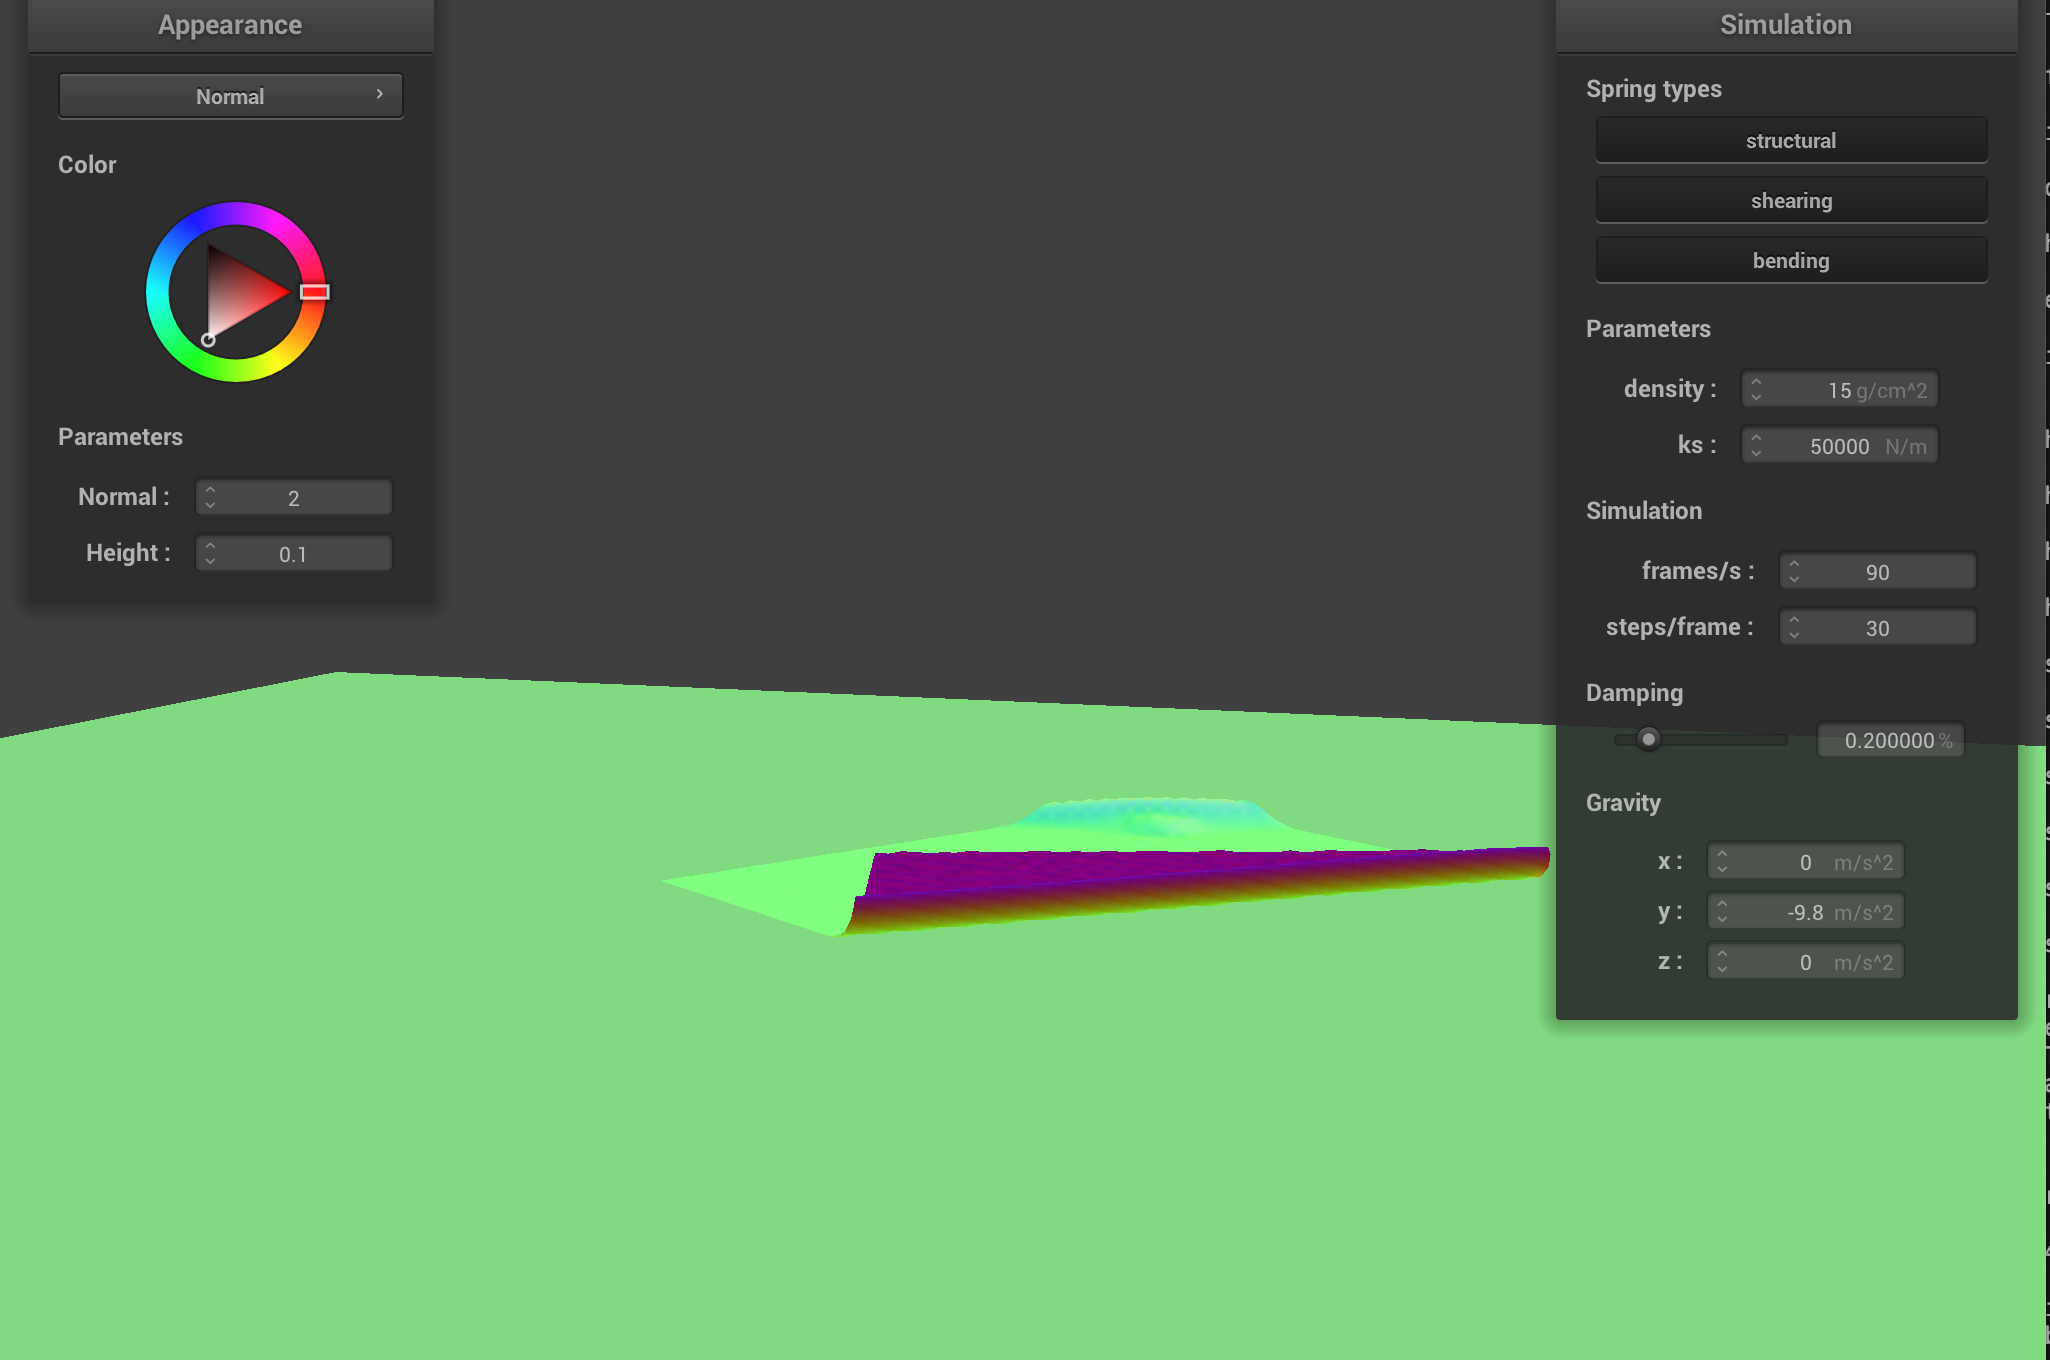 Appearance
Normal
Color
Parameters
Normal : 2
Height : 0.1
Simulation
Spring types
structural
shearing
bending
Parameters
density : 15 g/cm^2
ks : 50000 N/m
Simulation
frames/s : 90
steps/frame : 30
Damping
0.200000 %
Gravity
x : 0 m/s^2
y : -9.8 m/s^2
z : 0 m/s^2